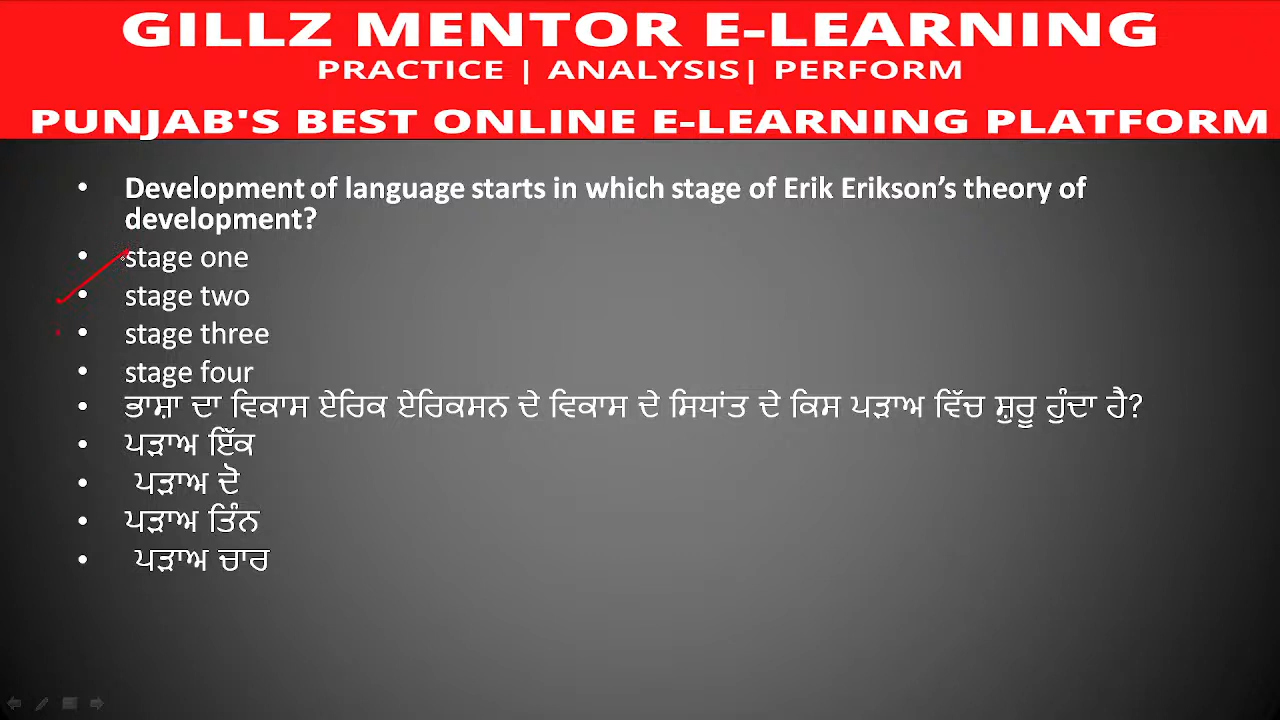 GILLZ MENTOR E-LEARNING
PRACTICE | ANALYSIS| PERFORM
PUNJAB'S BEST ONLINE E-LEARNING PLATFORM
• Development of language starts in which stage of Erik Erikson’s theory of
development?
• stage one
• stage two
• stage three
• stage four
• ਭਾਸ਼ਾ ਦਾ ਵਿਕਾਸ ਏਰਿਕ ਏਰਿਕਸਨ ਦੇ ਵਿਕਾਸ ਦੇ ਸਿਧਾਂਤ ਦੇ ਕਿਸ ਪੜਾਅ ਵਿੱਚ ਸ਼ੁਰੂ ਹੁੰਦਾ ਹੈ?
• ਪੜਾਅ ਇੱਕ
• ਪੜਾਅ ਦੋ
• ਪੜਾਅ ਤਿੰਨ
• ਪੜਾਅ ਚਾਰ